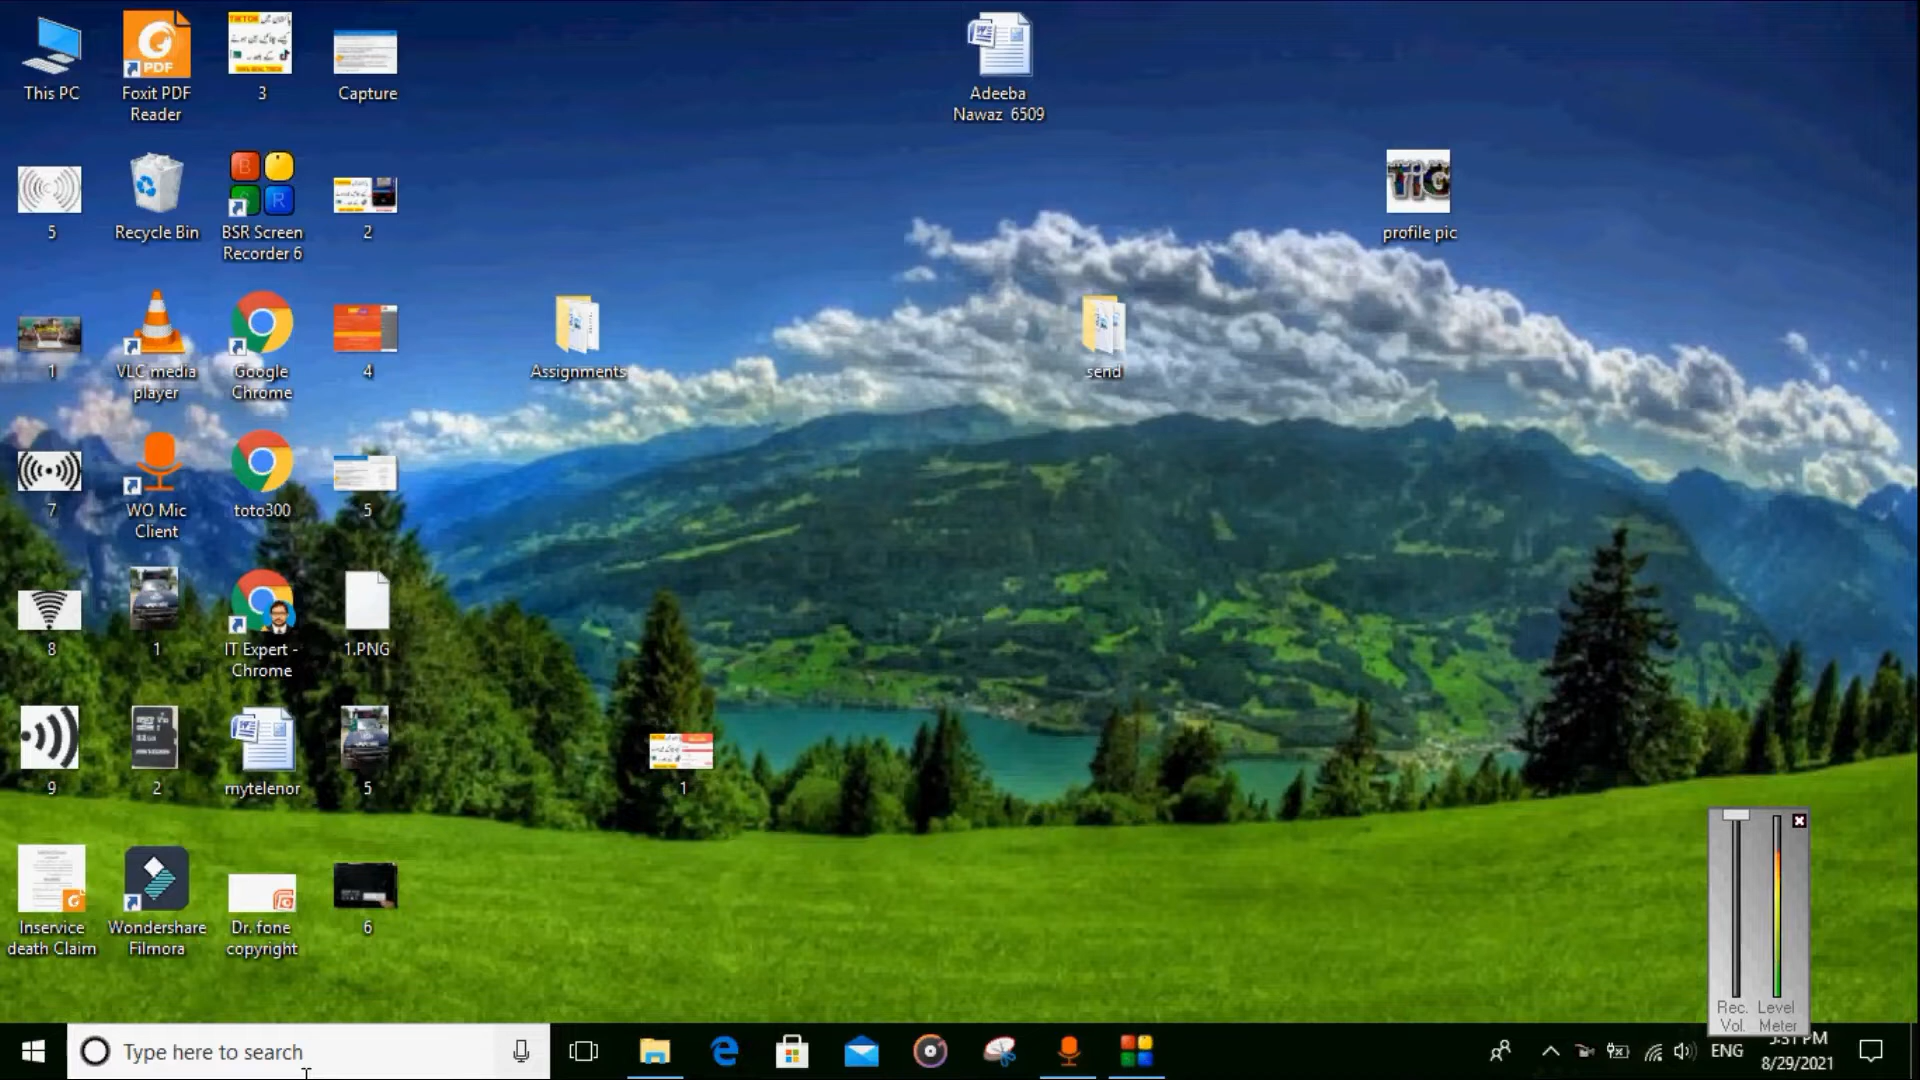 This PC
Foxit PDF
Reader
3
Capture
Adeeba
Nawaz 6509
5
Recycle Bin
BSR Screen
Recorder 6
2
profile pic
1
VLC media
player
Google
Chrome
4
Assignments
send
7
WO Mic
Client
toto300
5
8
1
IT Expert -
Chrome
1.PNG
9
2
mytelenor
5
1
Inservice
death Claim
Wondershare
Filmora
Dr. fone
copyright
6
Rec.
Vol.
Level
Meter
Type here to search
ENG
8/29/2021